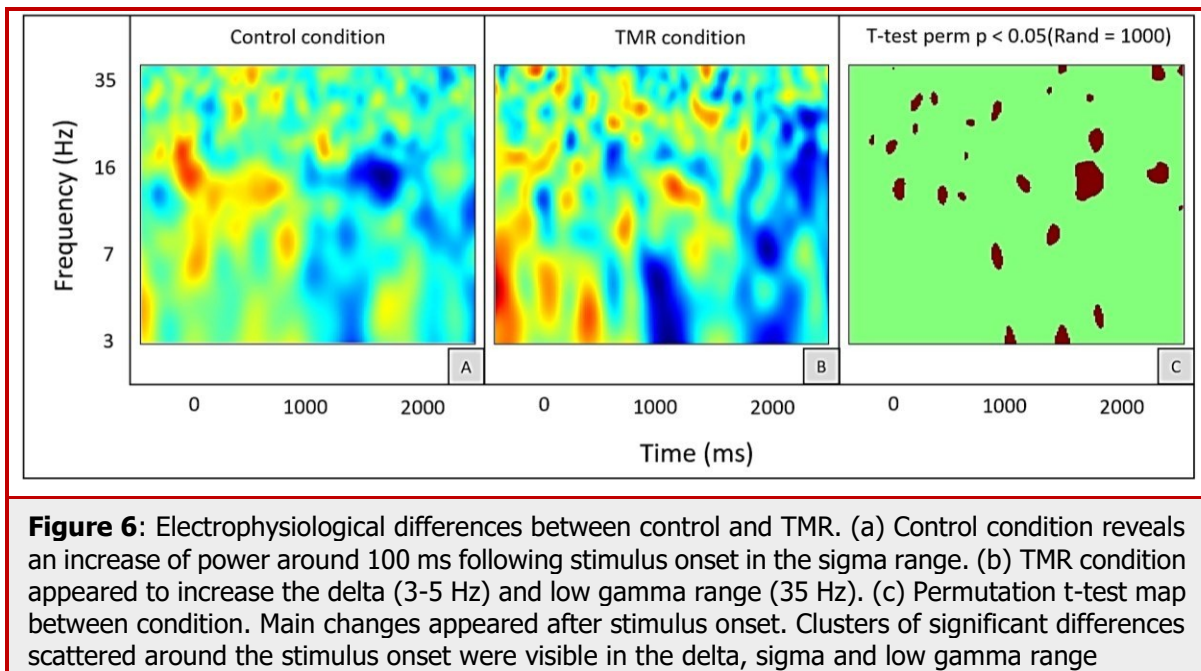 Control condition
TMR condition
T-test perm p < 0.05(Rand = 1000)
Frequency (Hz)
35
16
7
3
A
B
C
0 1000 2000
0 1000 2000
0 1000 2000
Time (ms)
Figure 6: Electrophysiological differences between control and TMR. (a) Control condition reveals
an increase of power around 100 ms following stimulus onset in the sigma range. (b) TMR condition
appeared to increase the delta (3-5 Hz) and low gamma range (35 Hz). (c) Permutation t-test map
between condition. Main changes appeared after stimulus onset. Clusters of significant differences
scattered around the stimulus onset were visible in the delta, sigma and low gamma range